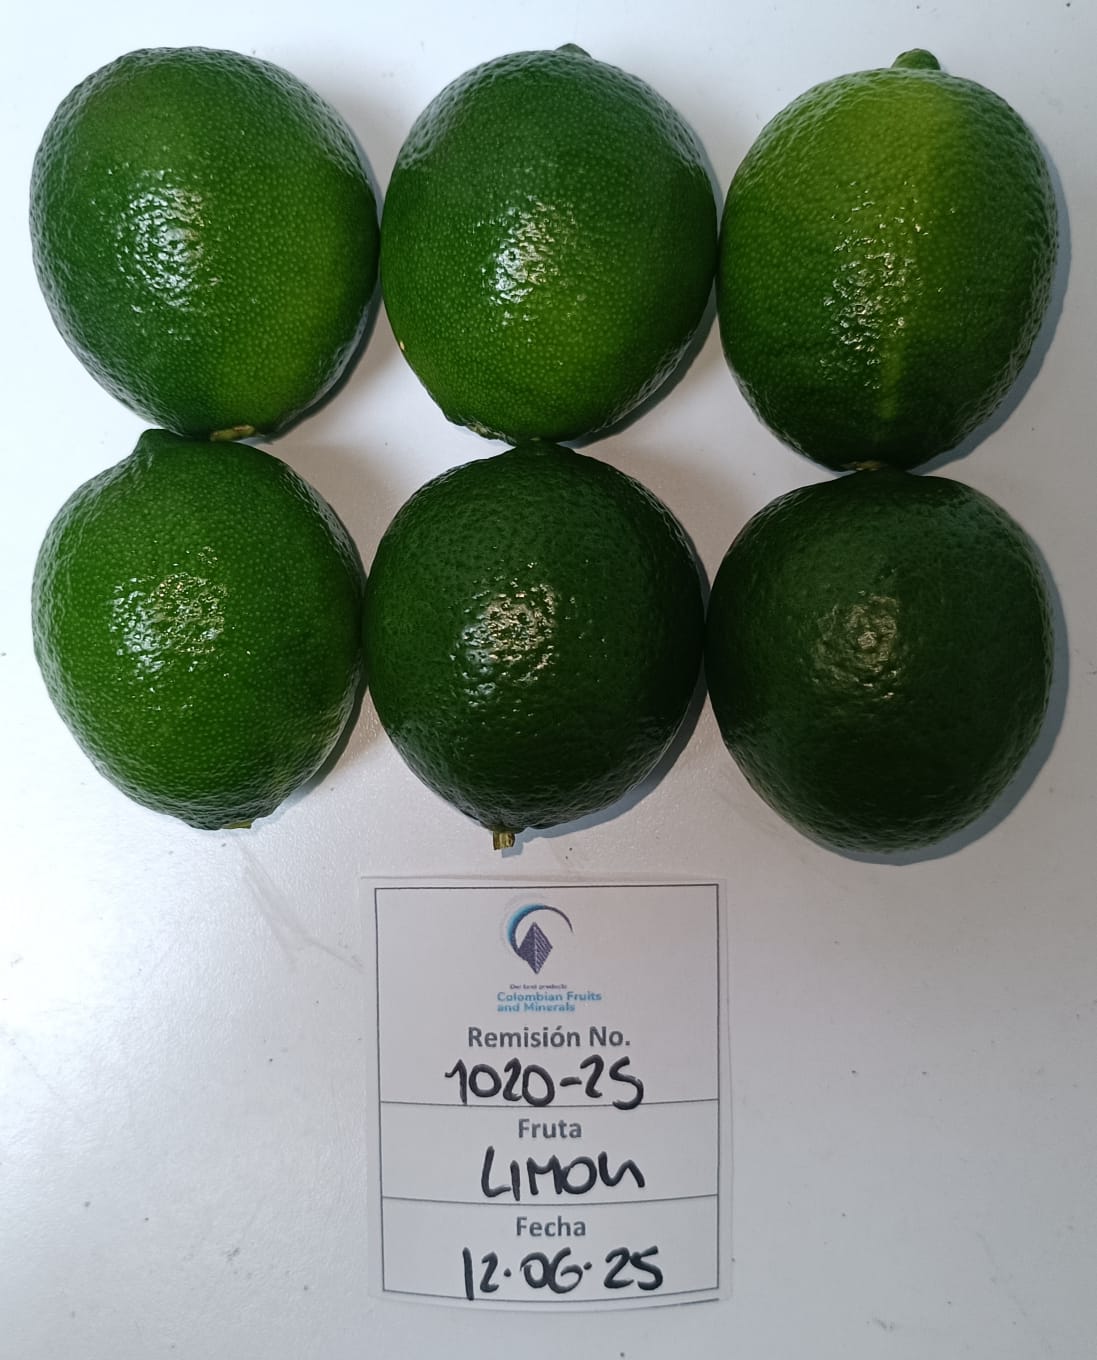 Our best products
Colombian Fruits
and Minerals
Remisión No.
1020-25
Fruta
LIMON
Fecha
12.06.25